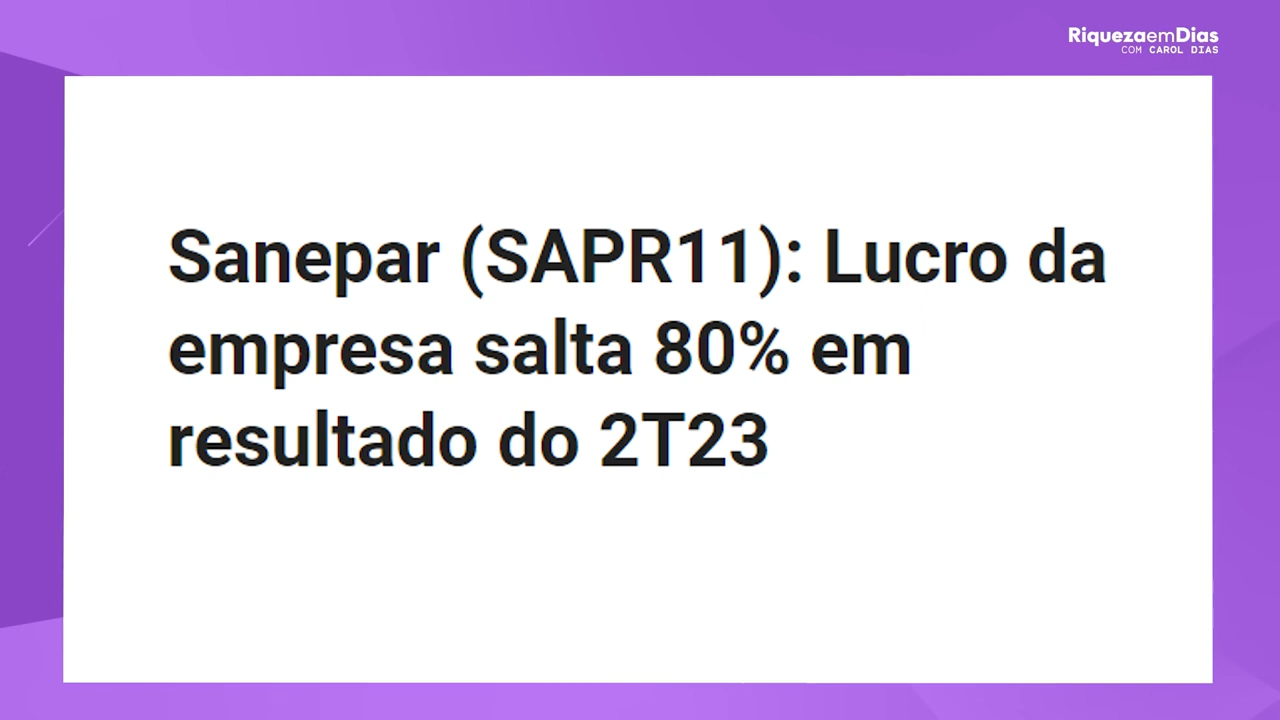 RiquezaemDias
COM CAROL DIAS
Sanepar (SAPR11): Lucro da
empresa salta 80% em
resultado do 2T23